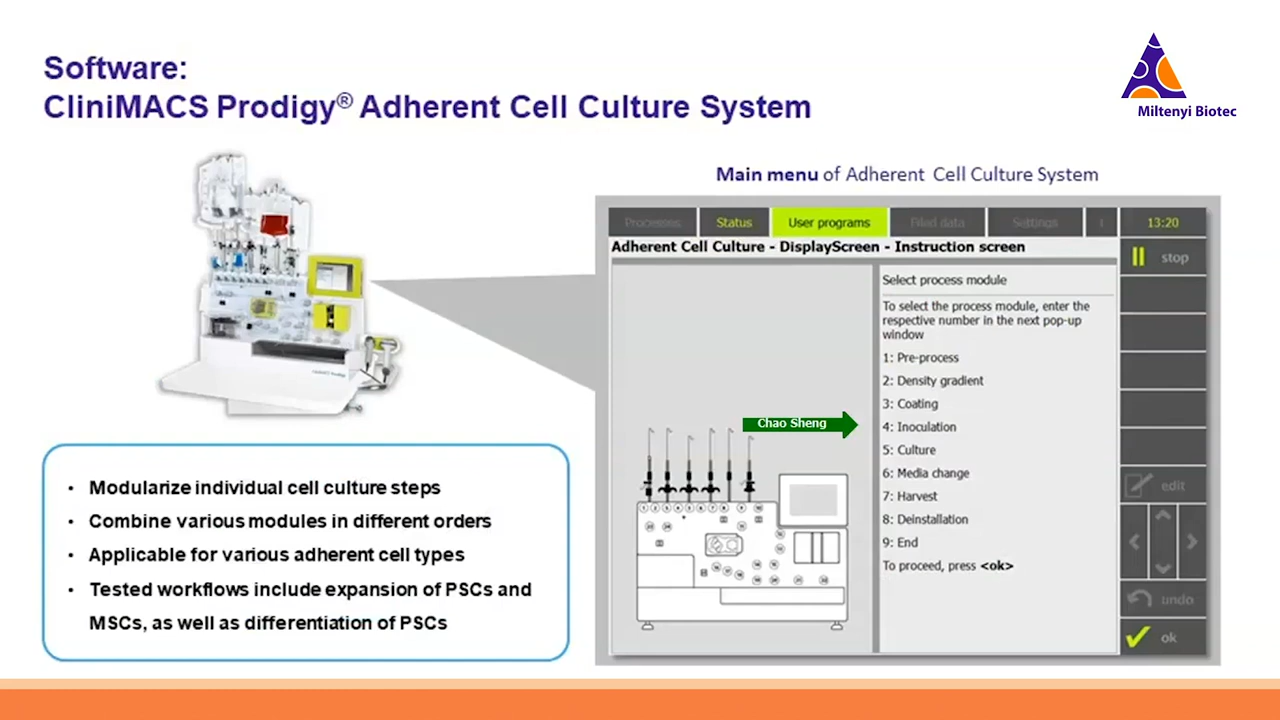 Software:
CliniMACS Prodigy® Adherent Cell Culture System
Miltenyi Biotec
Main menu of Adherent Cell Culture System
Processes Status User programs Filed data Settings i 13:20
Adherent Cell Culture - DisplayScreen - Instruction screen
stop
Select process module
To select the process module, enter the
respective number in the next pop-up
window
1: Pre-process
2: Density gradient
3: Coating
4: Inoculation
5: Culture
6: Media change
7: Harvest
8: Deinstallation
9: End
To proceed, press <ok>
Chao Sheng
edit
undo
ok
• Modularize individual cell culture steps
• Combine various modules in different orders
• Applicable for various adherent cell types
• Tested workflows include expansion of PSCs and
MSCs, as well as differentiation of PSCs